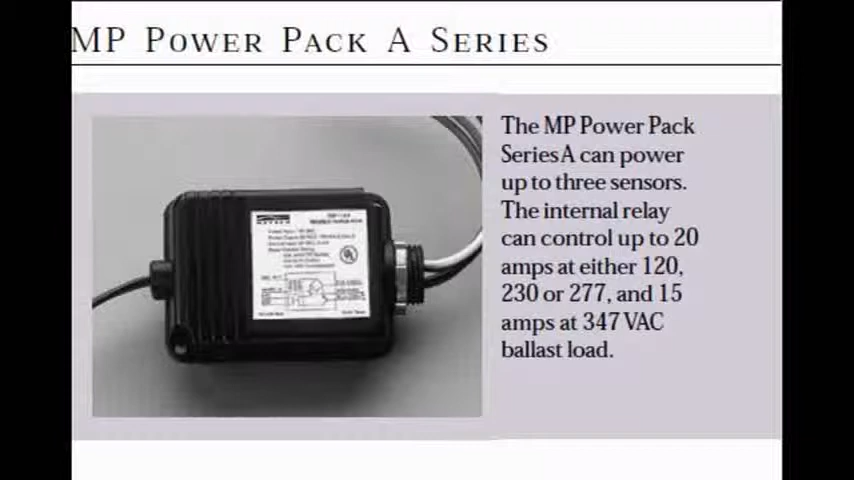 MP POWER PACK A SERIES
The MP Power Pack
Series A can power
up to three sensors.
The internal relay
can control up to 20
amps at either 120,
230 or 277, and 15
amps at 347 VAC
ballast load.